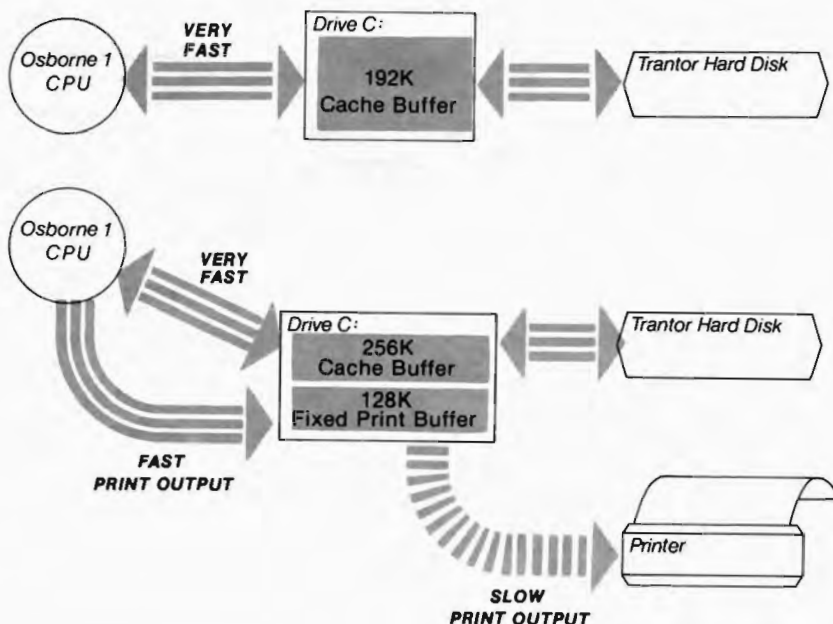 Osborne 1
CPU
VERY
FAST
Drive C:
192K
Cache Buffer
Trantor Hard Disk
Osborne 1
CPU
VERY
FAST
Drive C:
256K
Cache Buffer
128K
Fixed Print Buffer
Trantor Hard Disk
FAST
PRINT OUTPUT
Printer
SLOW
PRINT OUTPUT